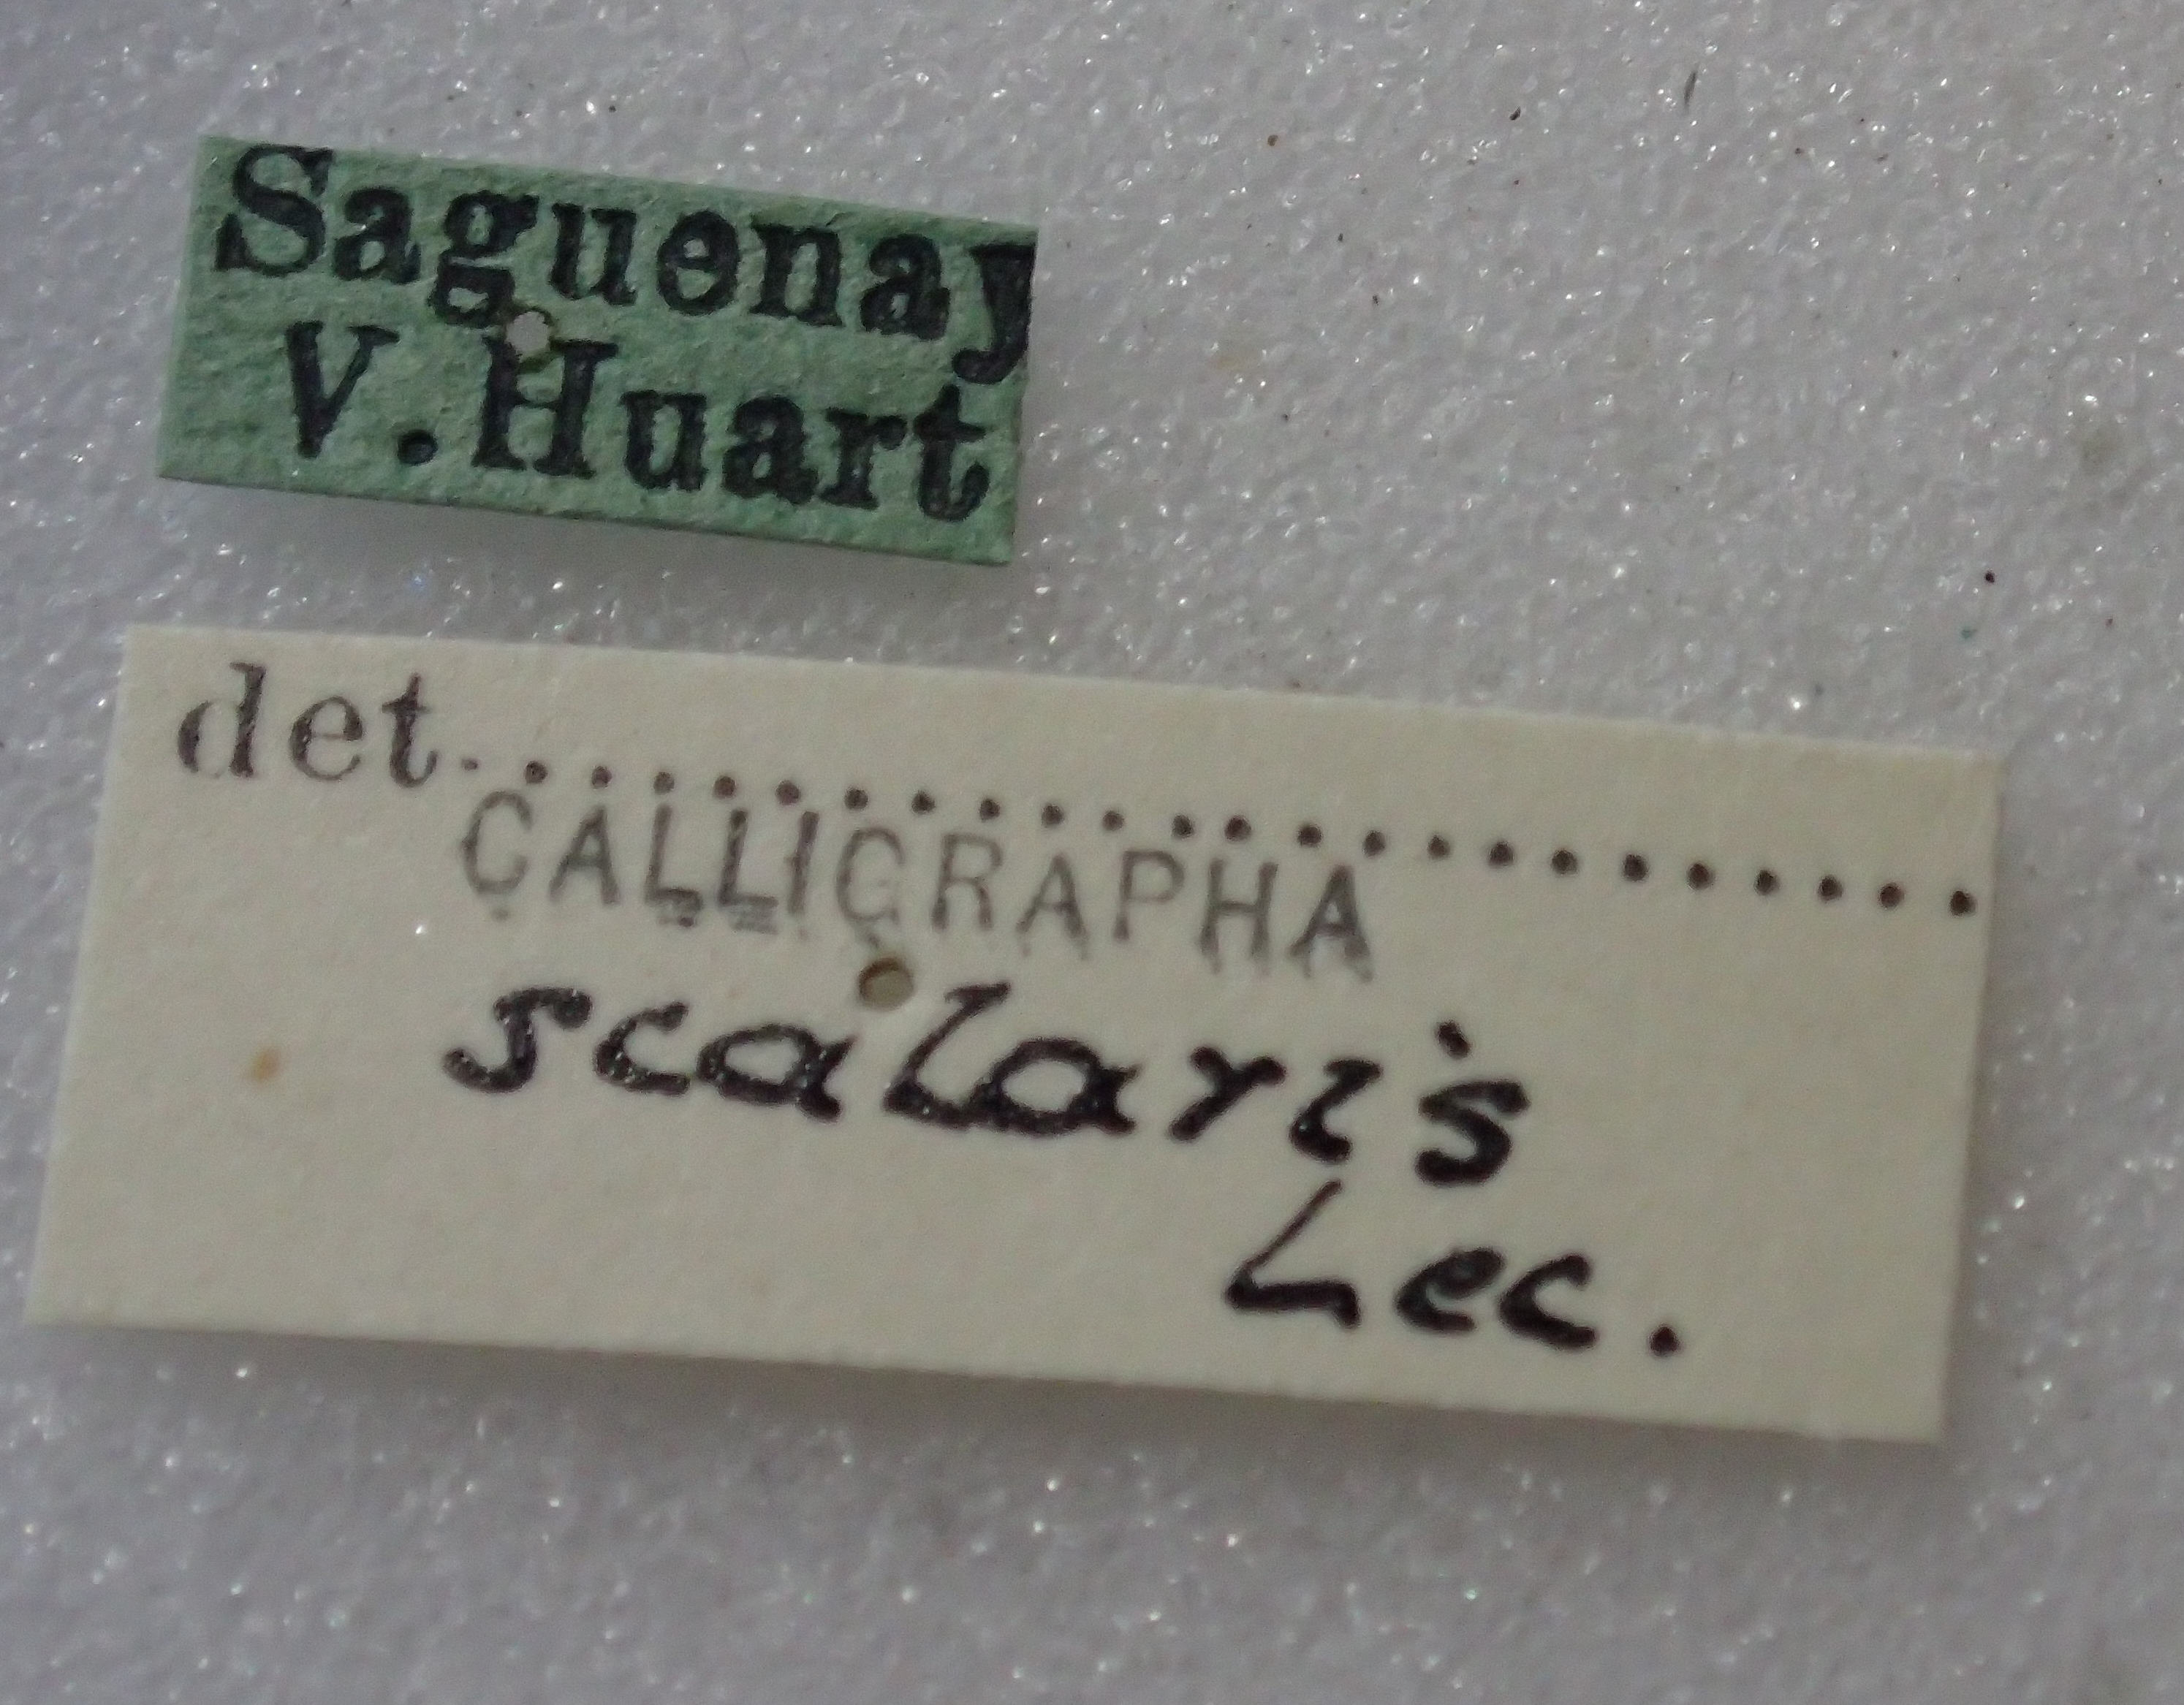 Saguenay
V. Huart
det.........................
CALLIGRAPHA
scalaris
Lec.